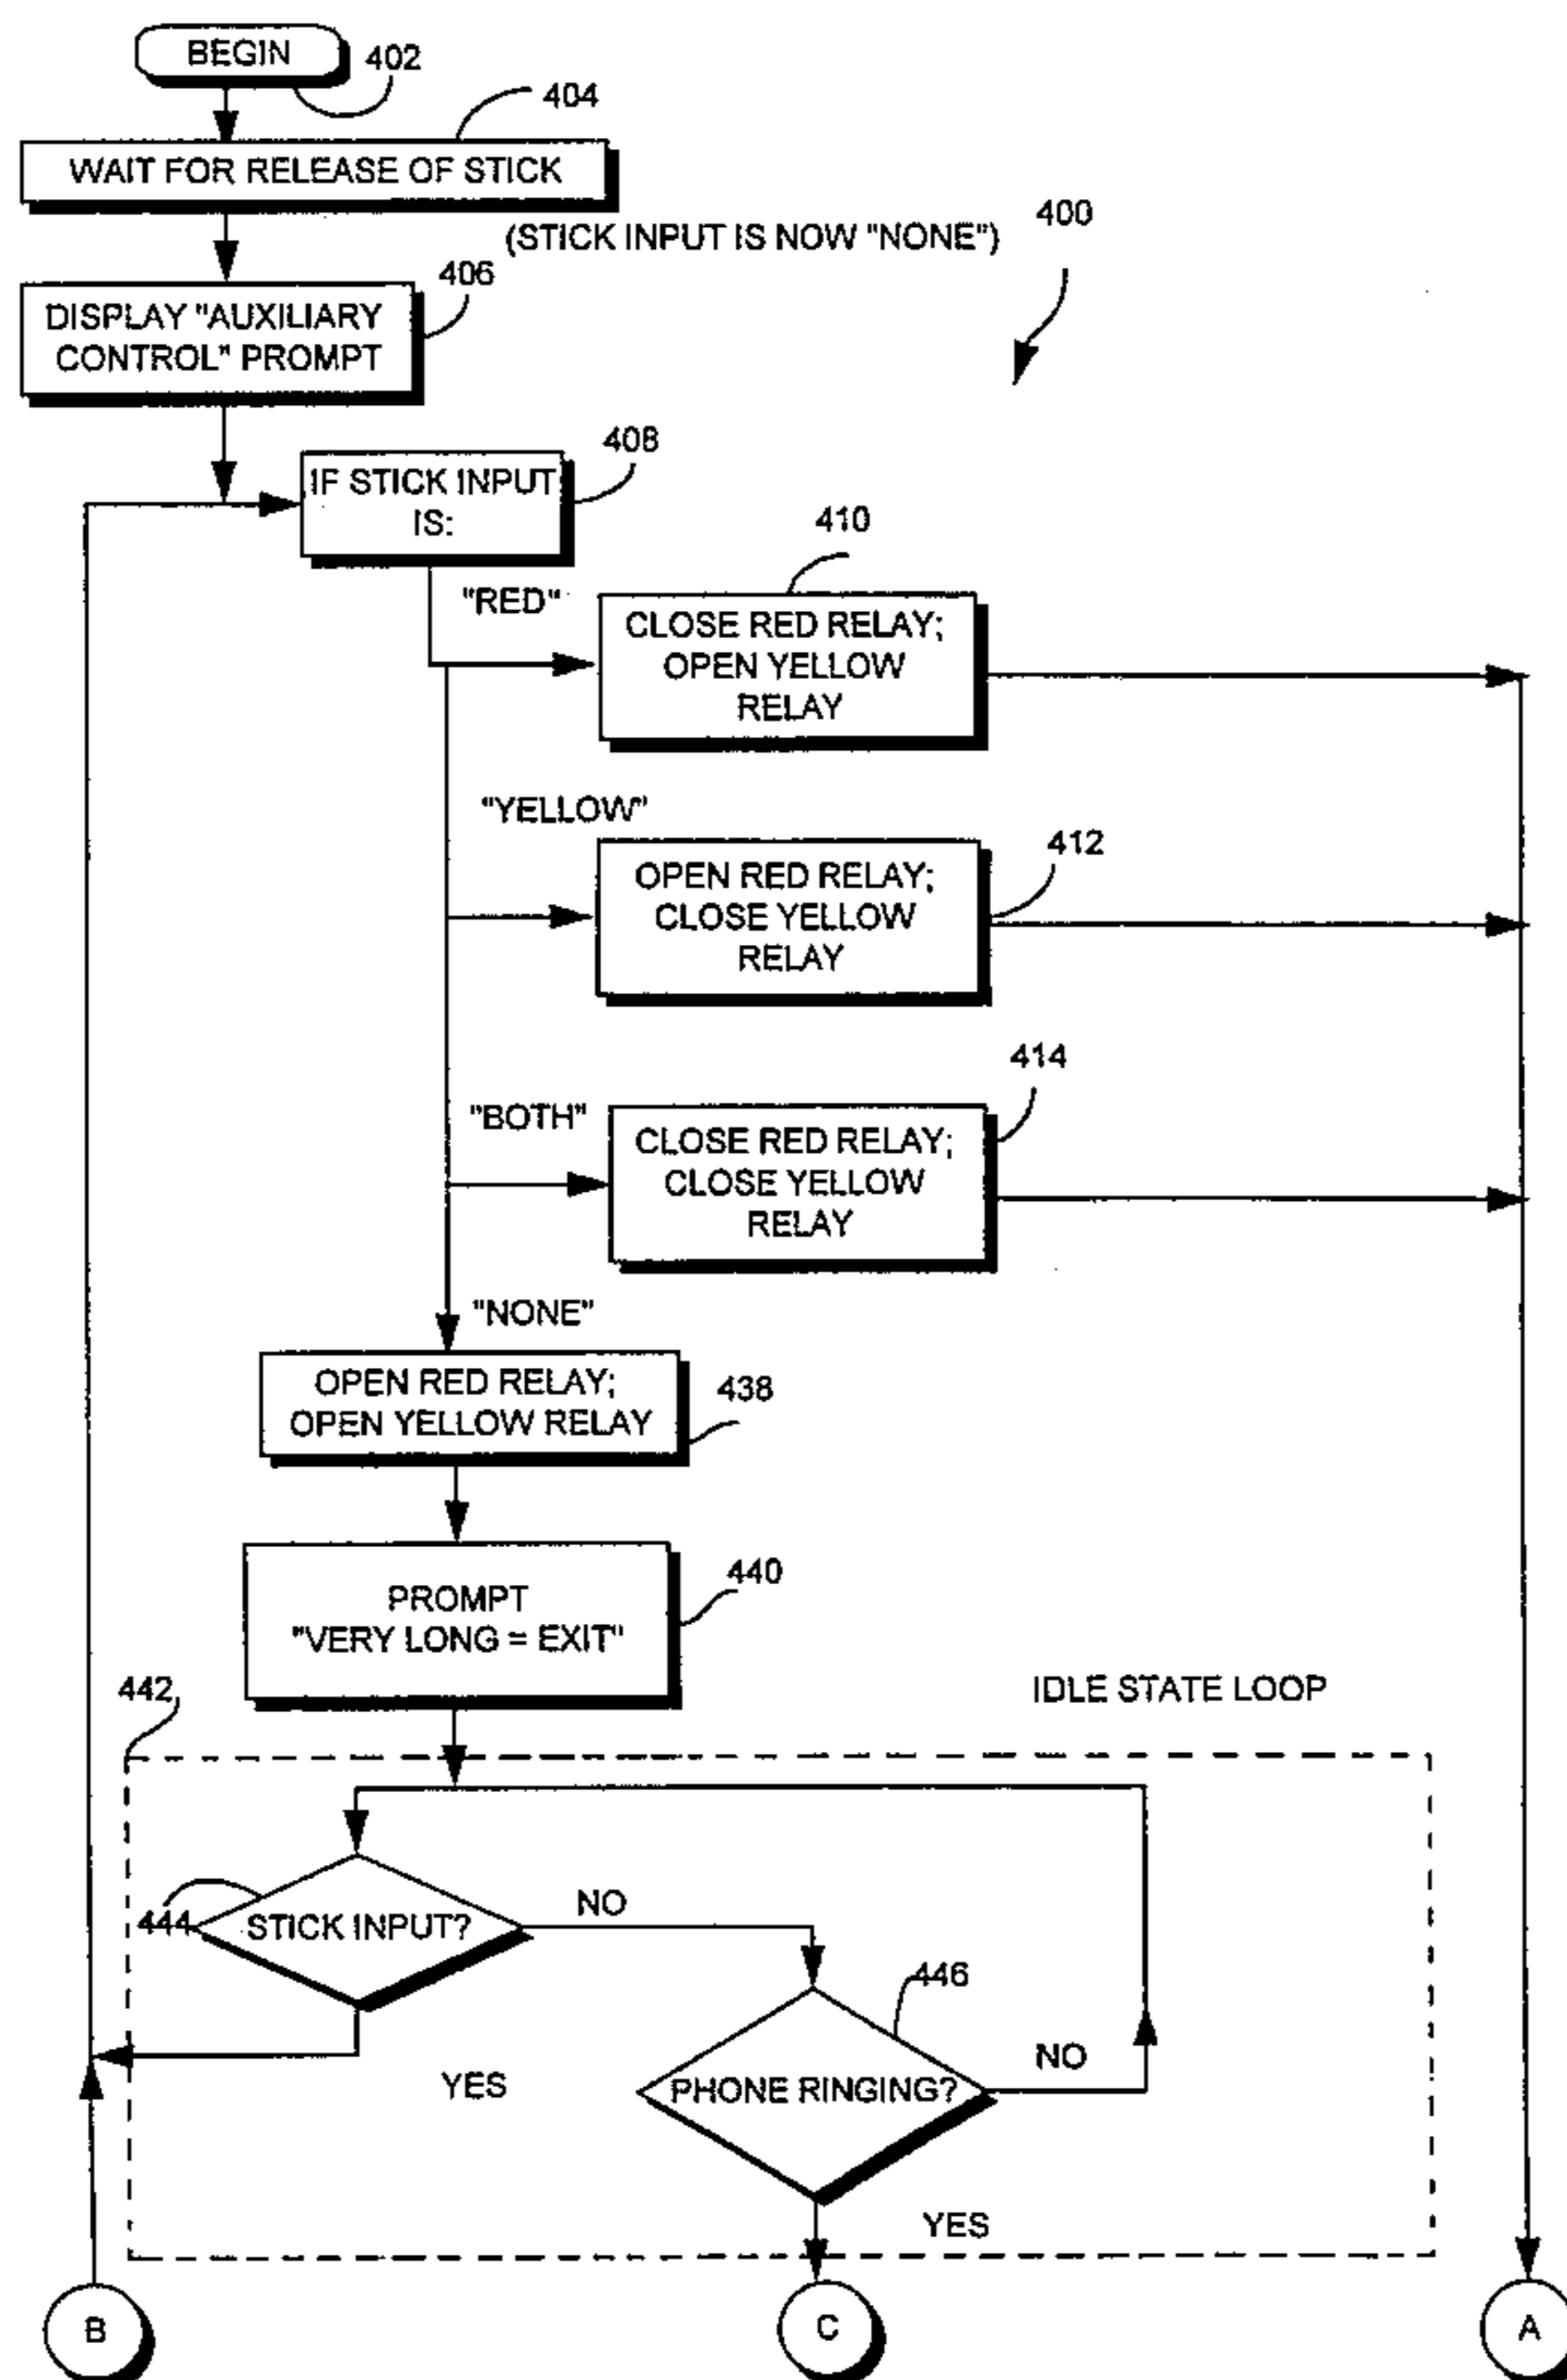 BEGIN
402
404
WAIT FOR RELEASE OF STICK
(STICK INPUT IS NOW "NONE")
400
406
DISPLAY "AUXILIARY
CONTROL" PROMPT
408
IF STICK INPUT
IS:
410
"RED"
CLOSE RED RELAY;
OPEN YELLOW
RELAY
"YELLOW"
412
OPEN RED RELAY;
CLOSE YELLOW
RELAY
414
"BOTH"
CLOSE RED RELAY;
CLOSE YELLOW
RELAY
"NONE"
OPEN RED RELAY;
OPEN YELLOW RELAY
438
440
PROMPT
"VERY LONG = EXIT"
442
IDLE STATE LOOP
444
STICK INPUT?
NO
446
YES
PHONE RINGING?
NO
YES
B
C
A